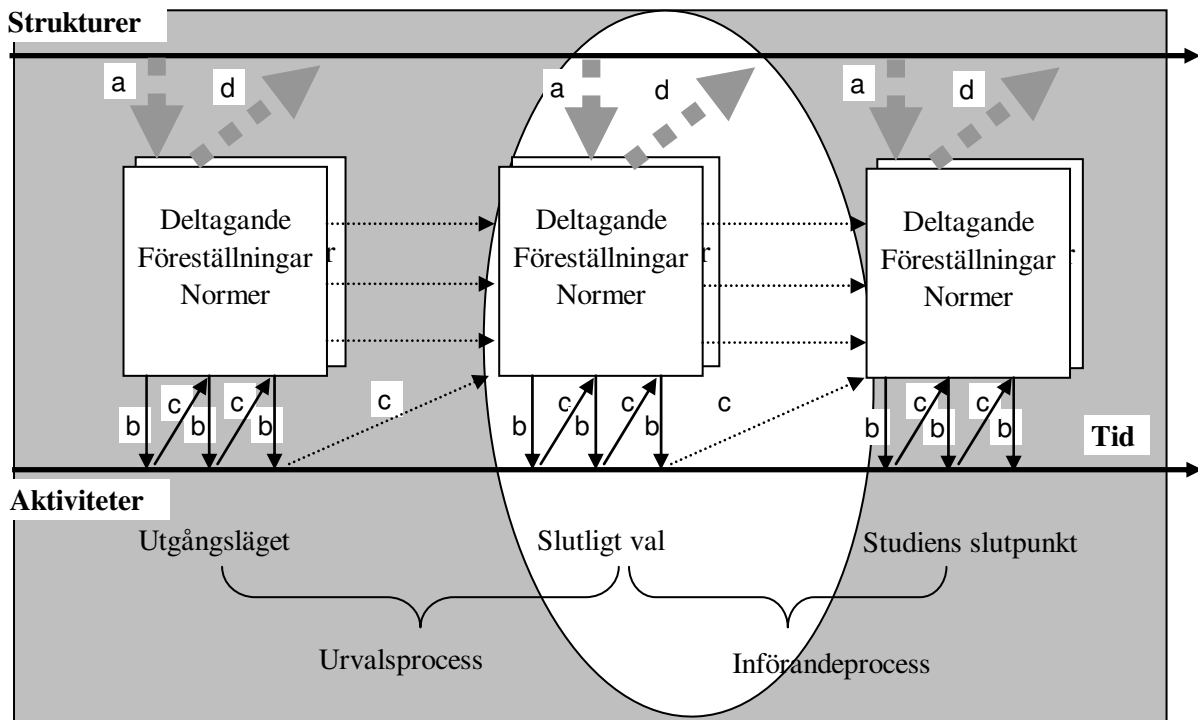 Strukturer
a d a d a d
Deltagande
Föreställningar r
Normer
Deltagande
Föreställningar r
Normer
Deltagande
Föreställningar r
Normer
b c b c b c
b c b c b c
b c b c b
Tid
Aktiviteter
Utgångsläget Slutligt val Studiens slutpunkt
Urvalsprocess Införandeprocess